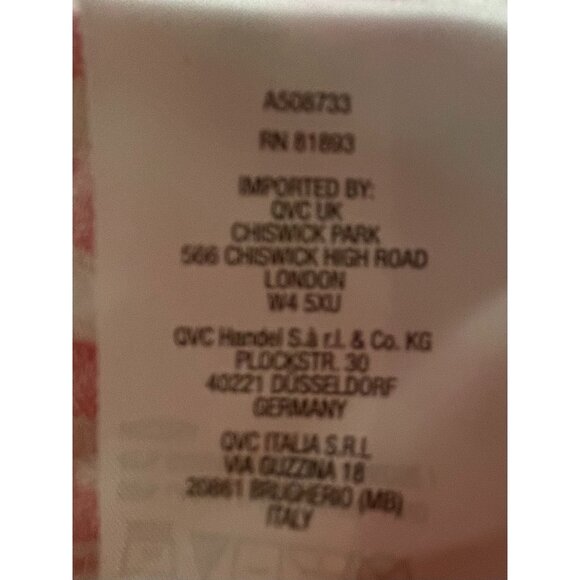 A508733
RN 81893
IMPORTED BY:
QVC UK
CHISWICK PARK
566 CHISWICK HIGH ROAD
LONDON
W4 5XU
QVC Handel S.à r.l. & Co. KG
PLOCKSTR. 30
40221 DÜSSELDORF
GERMANY
QVC ITALIA S.R.L
VIA GUZZINA 18
20861 BRUGHERIO (MB)
ITALY